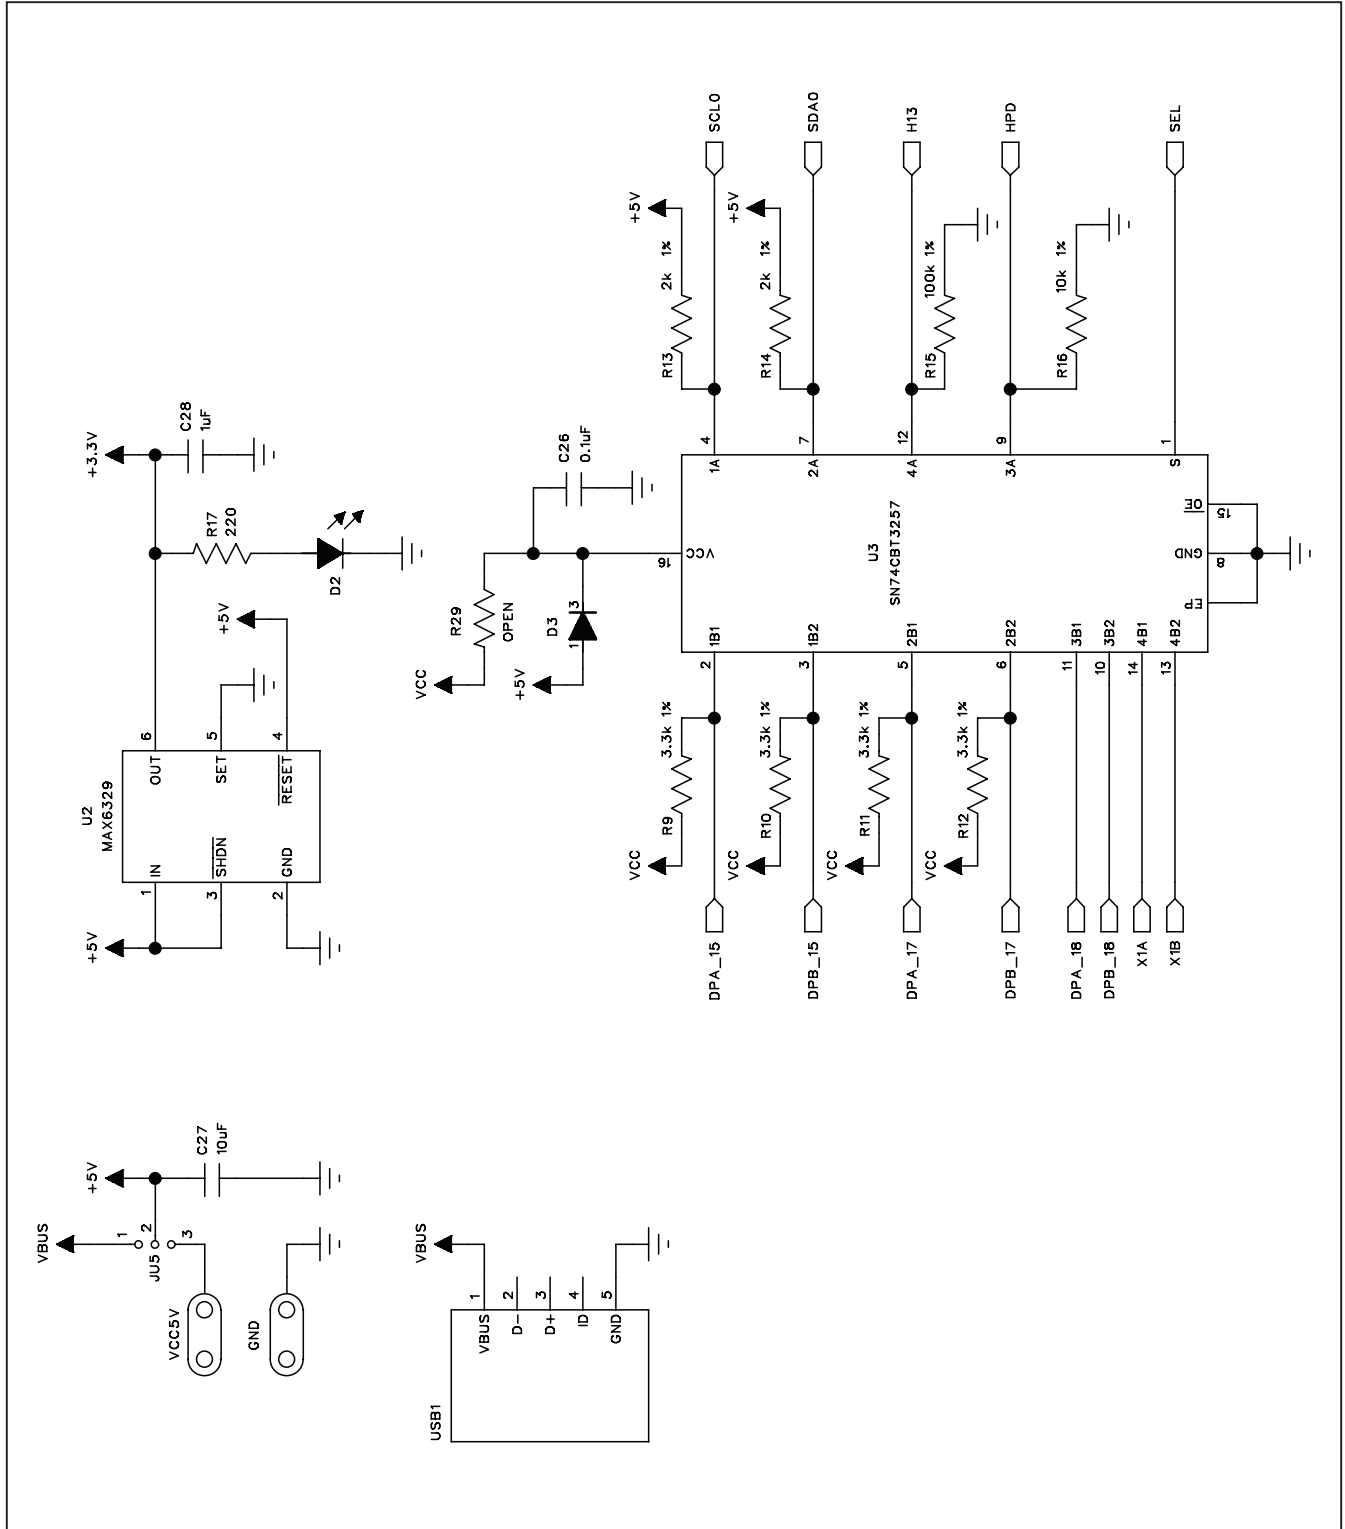 VBUS
1
2
3
JU5
+5V
C27
10uF
VCC5V
GND
USB1
VBUS
D-
D+
ID
GND
1
2
3
4
5
VBUS
U2
MAX6329
IN
SHDN
GND
OUT
SET
RESET
1
3
2
6
5
4
+5V
+5V
+3.3V
C28
1uF
R17
220
D2
VCC
R29
OPEN
+5V
D3
1
3
C26
0.1uF
U3
SN74CBT3257
VCC
16
1B1
2
1B2
3
2B1
5
2B2
6
3B1
11
3B2
10
4B1
14
4B2
13
1A
4
2A
7
4A
12
3A
9
S
1
OE
15
GND
8
EP
VCC
R9
3.3k 1%
VCC
R10
3.3k 1%
VCC
R11
3.3k 1%
VCC
R12
3.3k 1%
DPA_15
DPB_15
DPA_17
DPB_17
DPA_18
DPB_18
X1A
X1B
+5V
R13
2k 1%
+5V
R14
2k 1%
R15
100k 1%
R16
10k 1%
SCL0
SDA0
H13
HPD
SEL